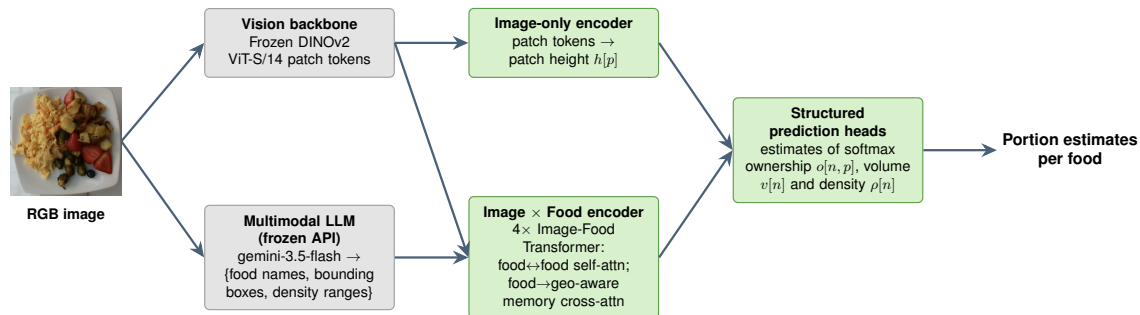 Vision backbone
Frozen DINOv2
ViT-S/14 patch tokens
Image-only encoder
patch tokens →
patch height h[p]
RGB image
Structured
prediction heads
estimates of softmax
ownership o[n, p], volume
v[n] and density ρ[n]
Portion estimates
per food
Multimodal LLM
(frozen API)
gemini-3.5-flash →
{food names, bounding
boxes, density ranges}
Image × Food encoder
4× Image-Food
Transformer:
food↔food self-attn;
food→geo-aware
memory cross-attn